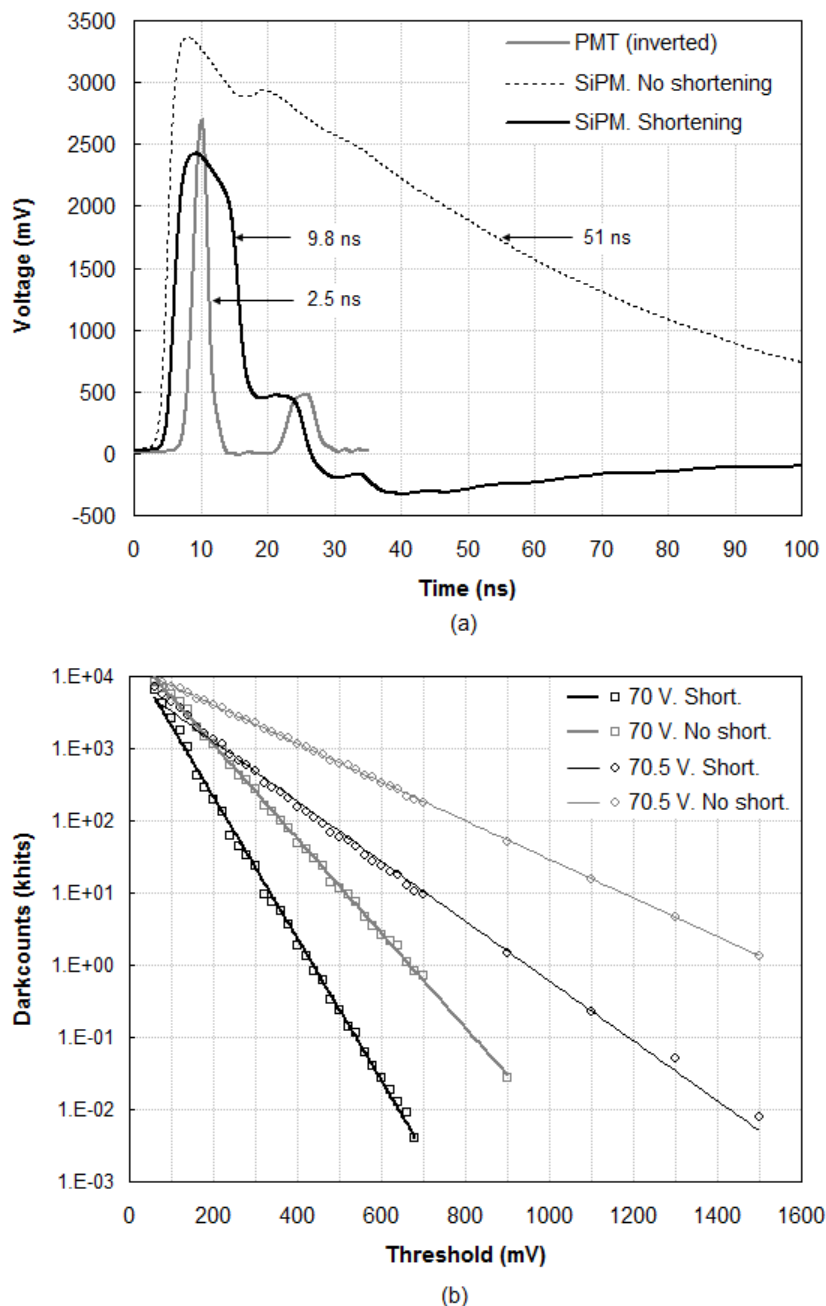 3500
3000
2500
2000
1500
1000
500
0
-500
Voltage (mV)
PMT (inverted)
SiPM. No shortening
SiPM. Shortening
9.8 ns
51 ns
2.5 ns
0 10 20 30 40 50 60 70 80 90 100
Time (ns)
(a)
1.E+04
1.E+03
1.E+02
1.E+01
1.E+00
1.E-01
1.E-02
1.E-03
Darkcounts (khits)
70 V. Short.
70 V. No short.
70.5 V. Short.
70.5 V. No short.
0 200 400 600 800 1000 1200 1400 1600
Threshold (mV)
(b)